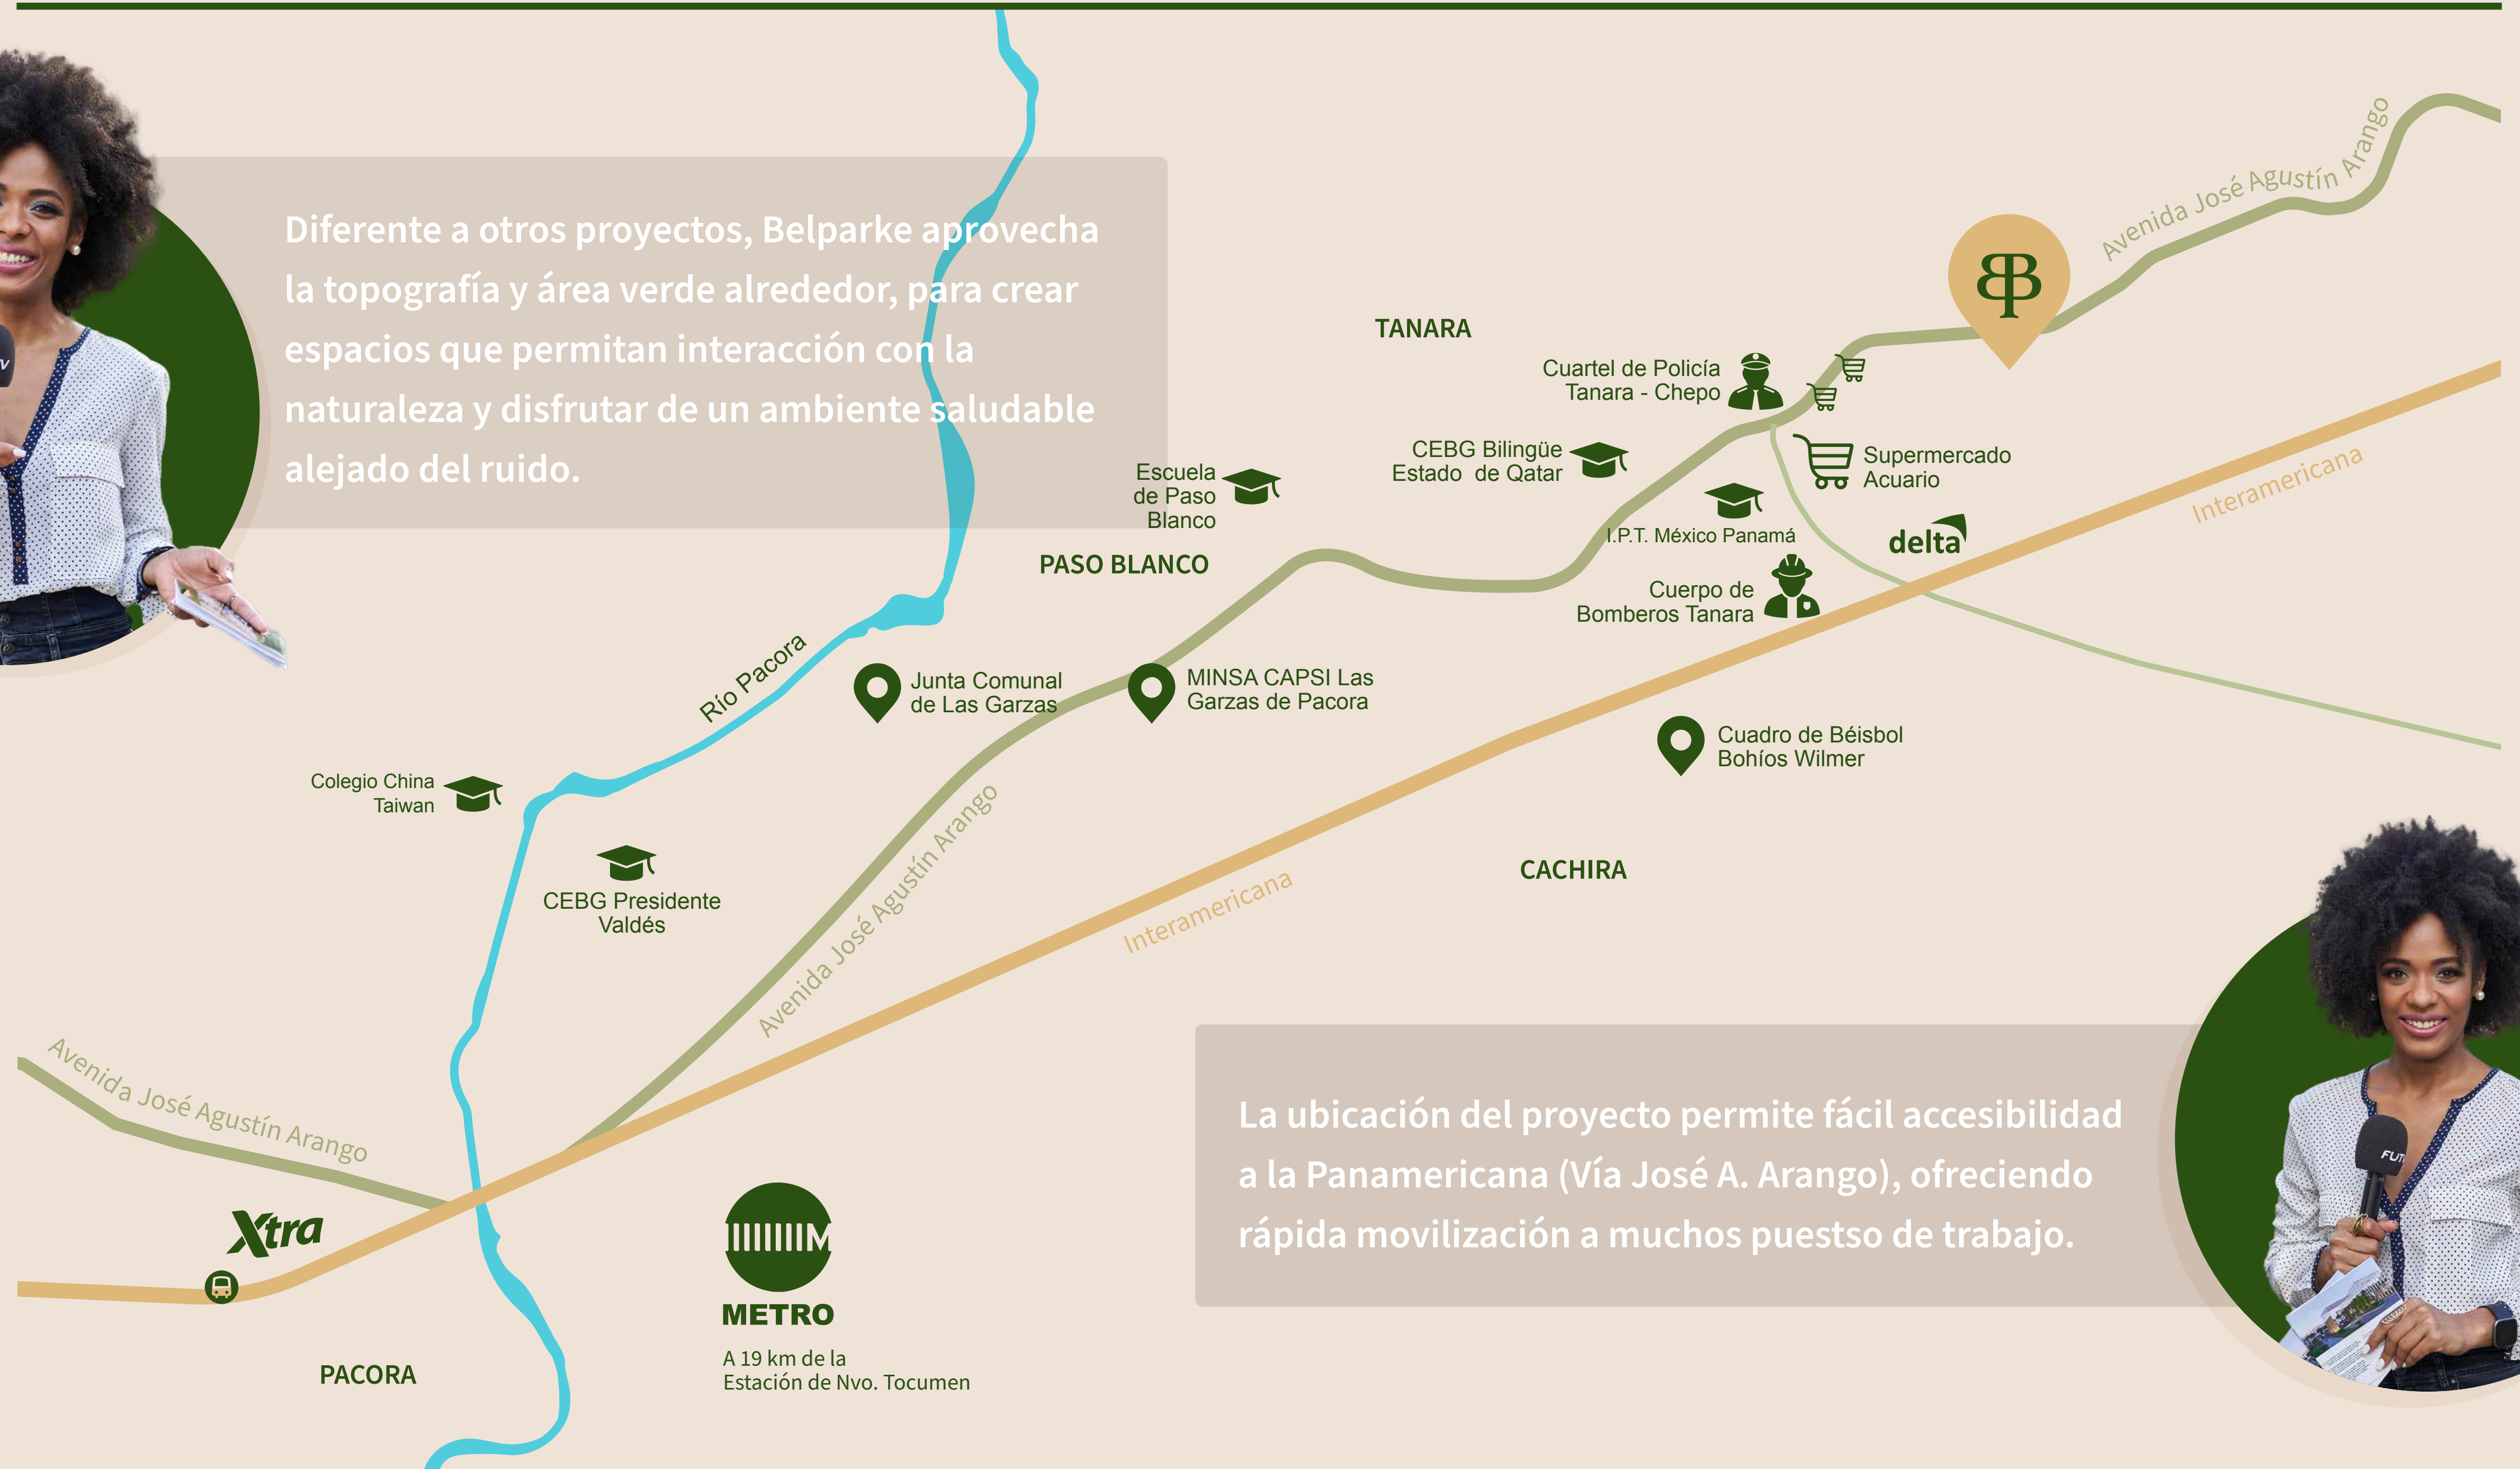 Diferente a otros proyectos, Belparke aprovecha
la topografía y área verde alrededor, para crear
espacios que permitan interacción con la
naturaleza y disfrutar de un ambiente saludable
alejado del ruido.
Avenida José Agustín Arango
TANARA
Cuartel de Policía
Tanara - Chepo
CEBG Bilingüe
Estado de Qatar
Escuela
de Paso
Blanco
Supermercado
Acuario
Interamericana
I.P.T. México Panamá
delta
PASO BLANCO
Cuerpo de
Bomberos Tanara
Río Pacora
Junta Comunal
de Las Garzas
MINSA CAPSI Las
Garzas de Pacora
Cuadro de Béisbol
Bohíos Wilmer
Colegio China
Taiwan
CEBG Presidente
Valdés
Avenida José Agustín Arango
Interamericana
CACHIRA
Avenida José Agustín Arango
La ubicación del proyecto permite fácil accesibilidad
a la Panamericana (Vía José A. Arango), ofreciendo
rápida movilización a muchos puestso de trabajo.
Xtra
M
METRO
A 19 km de la
Estación de Nvo. Tocumen
PACORA